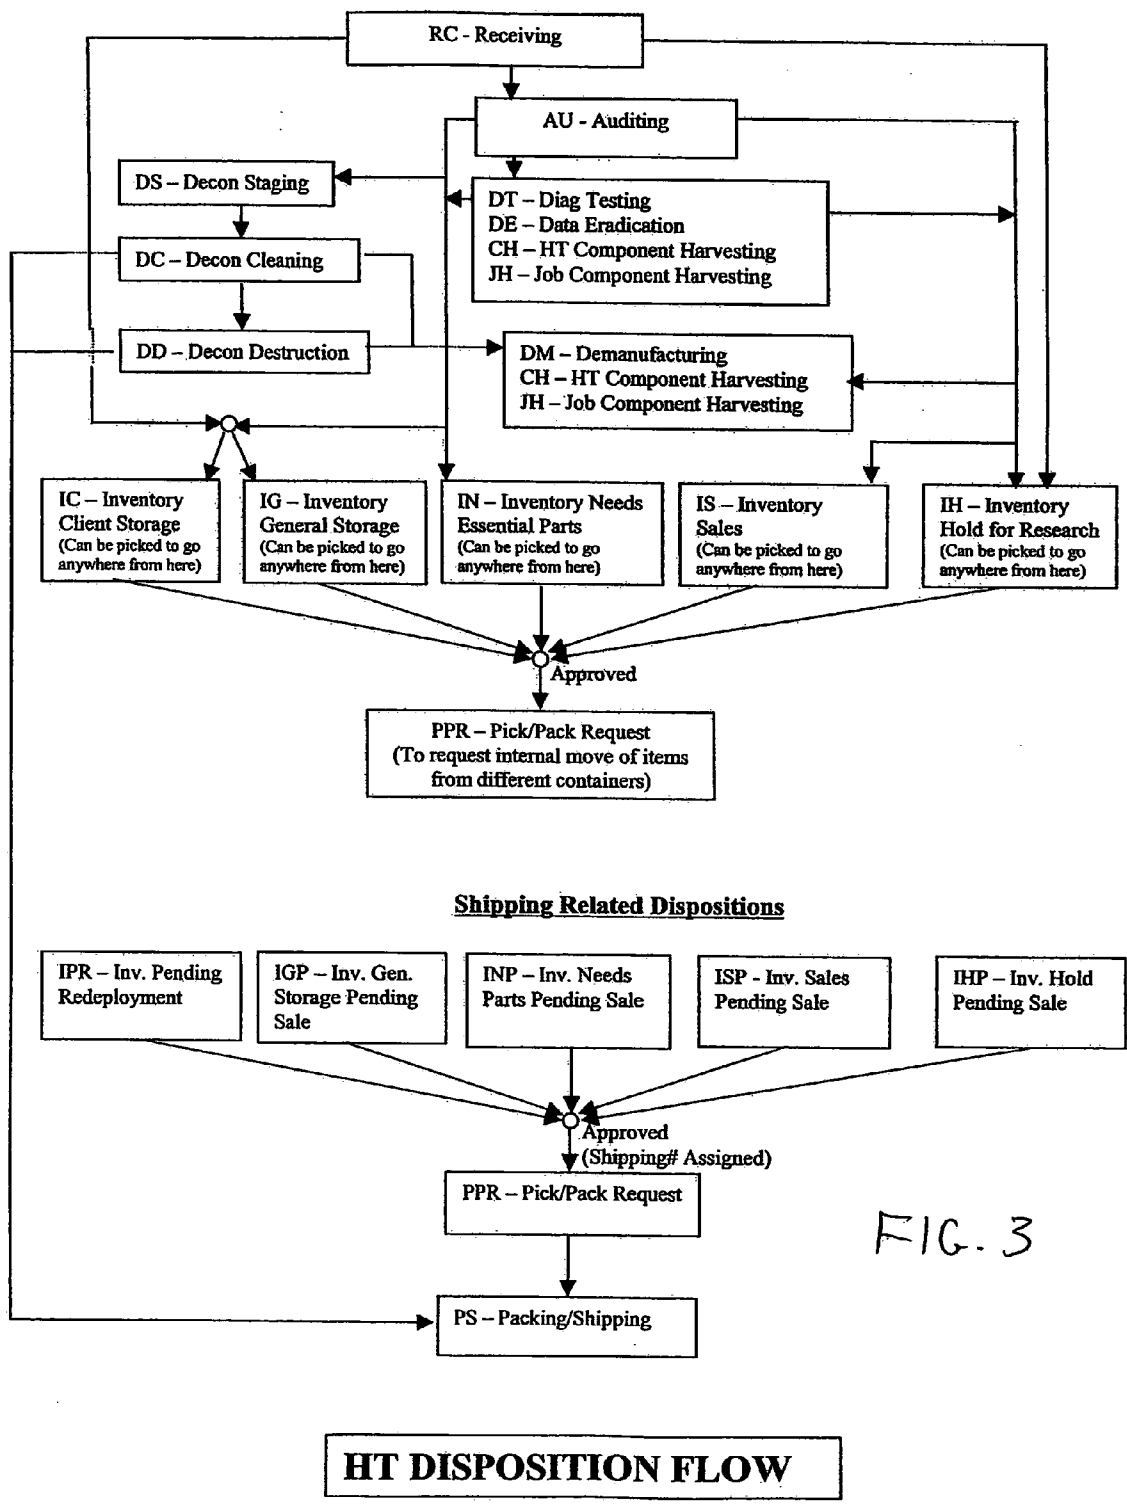 RC - Receiving
AU - Auditing
DS – Decon Staging
DT – Diag Testing
DE – Data Eradication
CH – HT Component Harvesting
JH – Job Component Harvesting
DC – Decon Cleaning
DD – Decon Destruction
DM – Demanufacturing
CH – HT Component Harvesting
JH – Job Component Harvesting
IC – Inventory
Client Storage
(Can be picked to go
anywhere from here)
IG – Inventory
General Storage
(Can be picked to go
anywhere from here)
IN – Inventory Needs
Essential Parts
(Can be picked to go
anywhere from here)
IS – Inventory
Sales
(Can be picked to go
anywhere from here)
IH – Inventory
Hold for Research
(Can be picked to go
anywhere from here)
Approved
PPR – Pick/Pack Request
(To request internal move of items
from different containers)
Shipping Related Dispositions
IPR – Inv. Pending
Redeployment
IGP – Inv. Gen.
Storage Pending
Sale
INP – Inv. Needs
Parts Pending Sale
ISP - Inv. Sales
Pending Sale
IHP – Inv. Hold
Pending Sale
Approved
(Shipping# Assigned)
PPR – Pick/Pack Request
FIG. 3
PS – Packing/Shipping
HT DISPOSITION FLOW